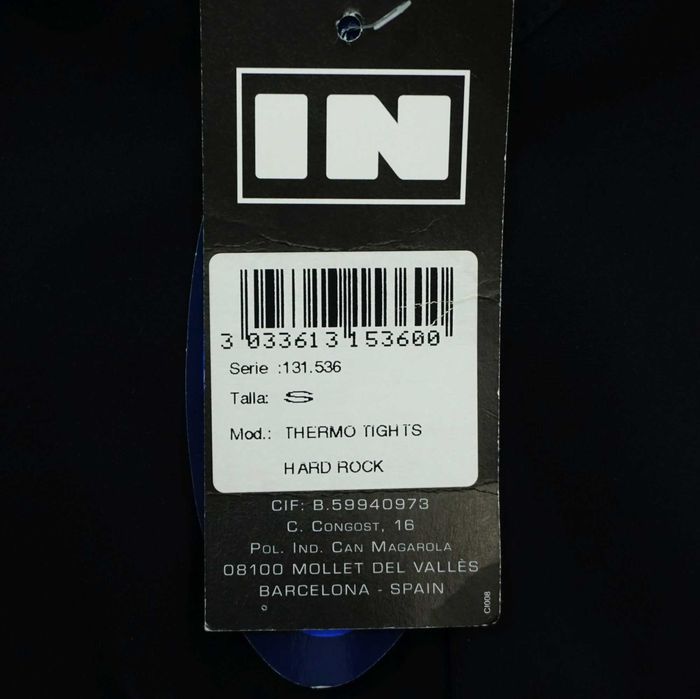 IN
3 033613 153600
Serie :131.536
Talla: S
Mod.: THERMO TIGHTS
HARD ROCK
CIF: B.59940973
C. CONGOST, 16
POL. IND. CAN MAGAROLA
08100 MOLLET DEL VALLÈS
BARCELONA - SPAIN
CI008